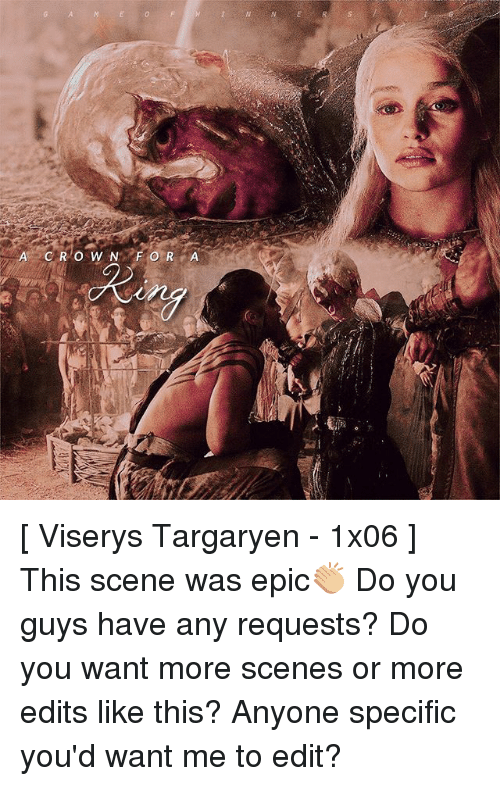 G A M E O F W I N N E R S
A CROWN FOR A
King
[ Viserys Targaryen - 1x06 ]
This scene was epic👏🏼 Do you
guys have any requests? Do
you want more scenes or more
edits like this? Anyone specific
you'd want me to edit?